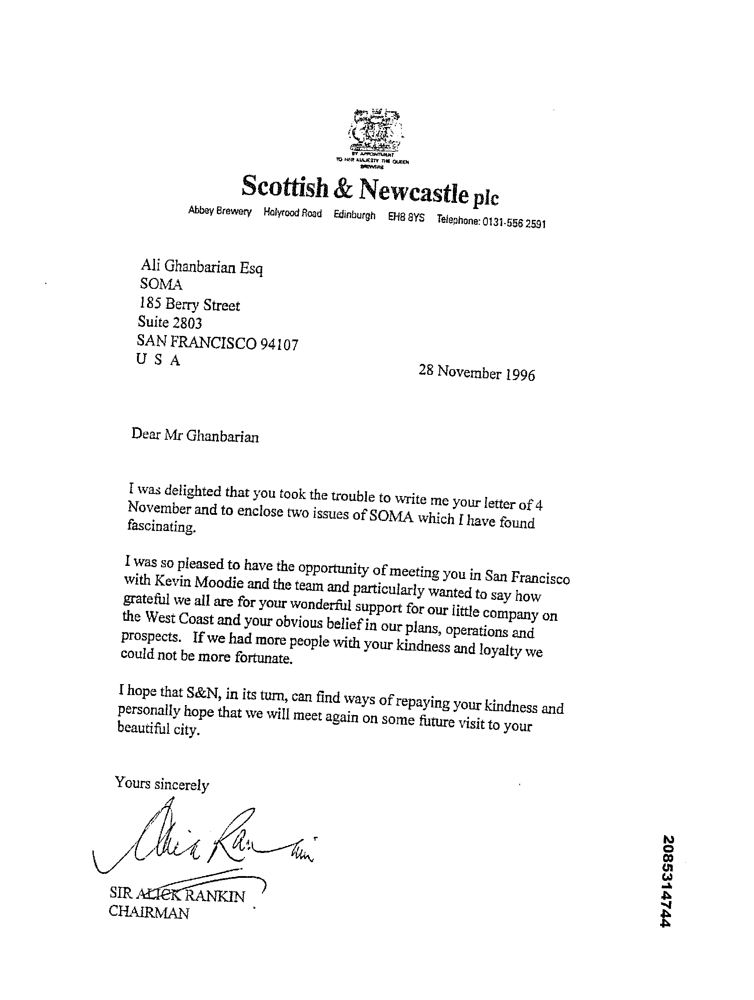 BY APPOINTMENT
TO HER MAJESTY THE QUEEN
BREWERS
Scottish & Newcastle plc
Abbey Brewery Holyrood Road Edinburgh EH8 8YS Telephone: 0131-556 2591
Ali Ghanbarian Esq
SOMA
185 Berry Street
Suite 2803
SAN FRANCISCO 94107
U S A
28 November 1996
Dear Mr Ghanbarian
I was delighted that you took the trouble to write me your letter of 4
November and to enclose two issues of SOMA which I have found
fascinating.
I was so pleased to have the opportunity of meeting you in San Francisco
with Kevin Moodie and the team and particularly wanted to say how
grateful we all are for your wonderful support for our little company on
the West Coast and your obvious belief in our plans, operations and
prospects. If we had more people with your kindness and loyalty we
could not be more fortunate.
I hope that S&N, in its turn, can find ways of repaying your kindness and
personally hope that we will meet again on some future visit to your
beautiful city.
Yours sincerely
SIR ALICK RANKIN
CHAIRMAN
2085314744